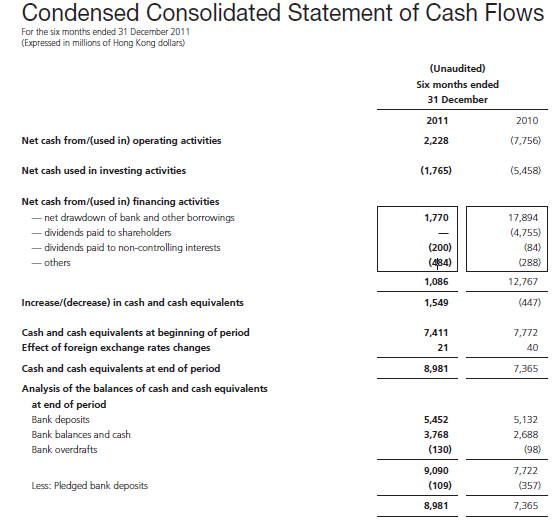 Condensed Consolidated Statement of Cash Flows
For the six months ended 31 December 2011
(Expressed in millions of Hong Kong dollars)
(Unaudited)
Six months ended
31 December
2011 2010
Net cash from/(used in) operating activities 2,228 (7,756)
Net cash used in investing activities (1,765) (5,458)
Net cash from/(used in) financing activities
— net drawdown of bank and other borrowings 1,770 17,894
— dividends paid to shareholders — (4,755)
— dividends paid to non-controlling interests (200) (84)
— others (484) (288)
1,086 12,767
Increase/(decrease) in cash and cash equivalents 1,549 (447)
Cash and cash equivalents at beginning of period 7,411 7,772
Effect of foreign exchange rates changes 21 40
Cash and cash equivalents at end of period 8,981 7,365
Analysis of the balances of cash and cash equivalents
at end of period
Bank deposits 5,452 5,132
Bank balances and cash 3,768 2,688
Bank overdrafts (130) (98)
9,090 7,722
Less: Pledged bank deposits (109) (357)
8,981 7,365